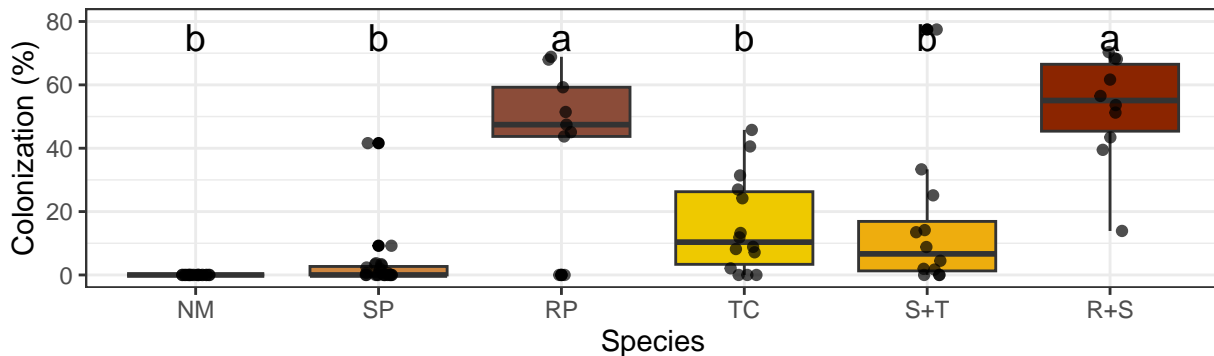 Colonization (%)
80
60
40
20
0
b b a b b a
NM SP RP TC S+T R+S
Species